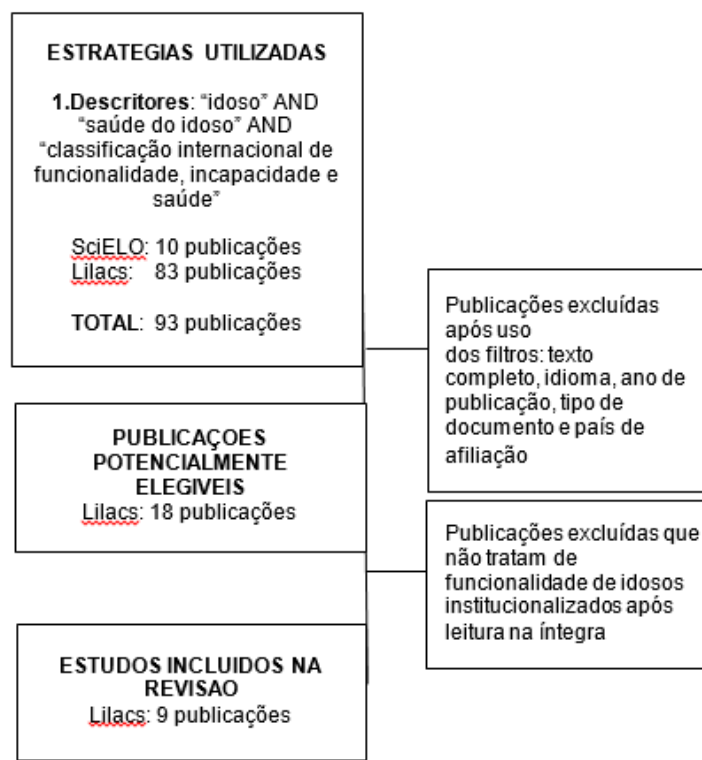 ESTRATEGIAS UTILIZADAS
1.Descritores: “idoso” AND
“saúde do idoso” AND
“classificação internacional de
funcionalidade, incapacidade e
saúde”
SciELO: 10 publicações
Lilacs: 83 publicações
TOTAL: 93 publicações
Publicações excluídas
após uso
dos filtros: texto
completo, idioma, ano de
publicação, tipo de
documento e país de
afiliação
PUBLICAÇOES
POTENCIALMENTE
ELEGIVEIS
Lilacs: 18 publicações
Publicações excluídas que
não tratam de
funcionalidade de idosos
institucionalizados após
leitura na íntegra
ESTUDOS INCLUIDOS NA
REVISAO
Lilacs: 9 publicações